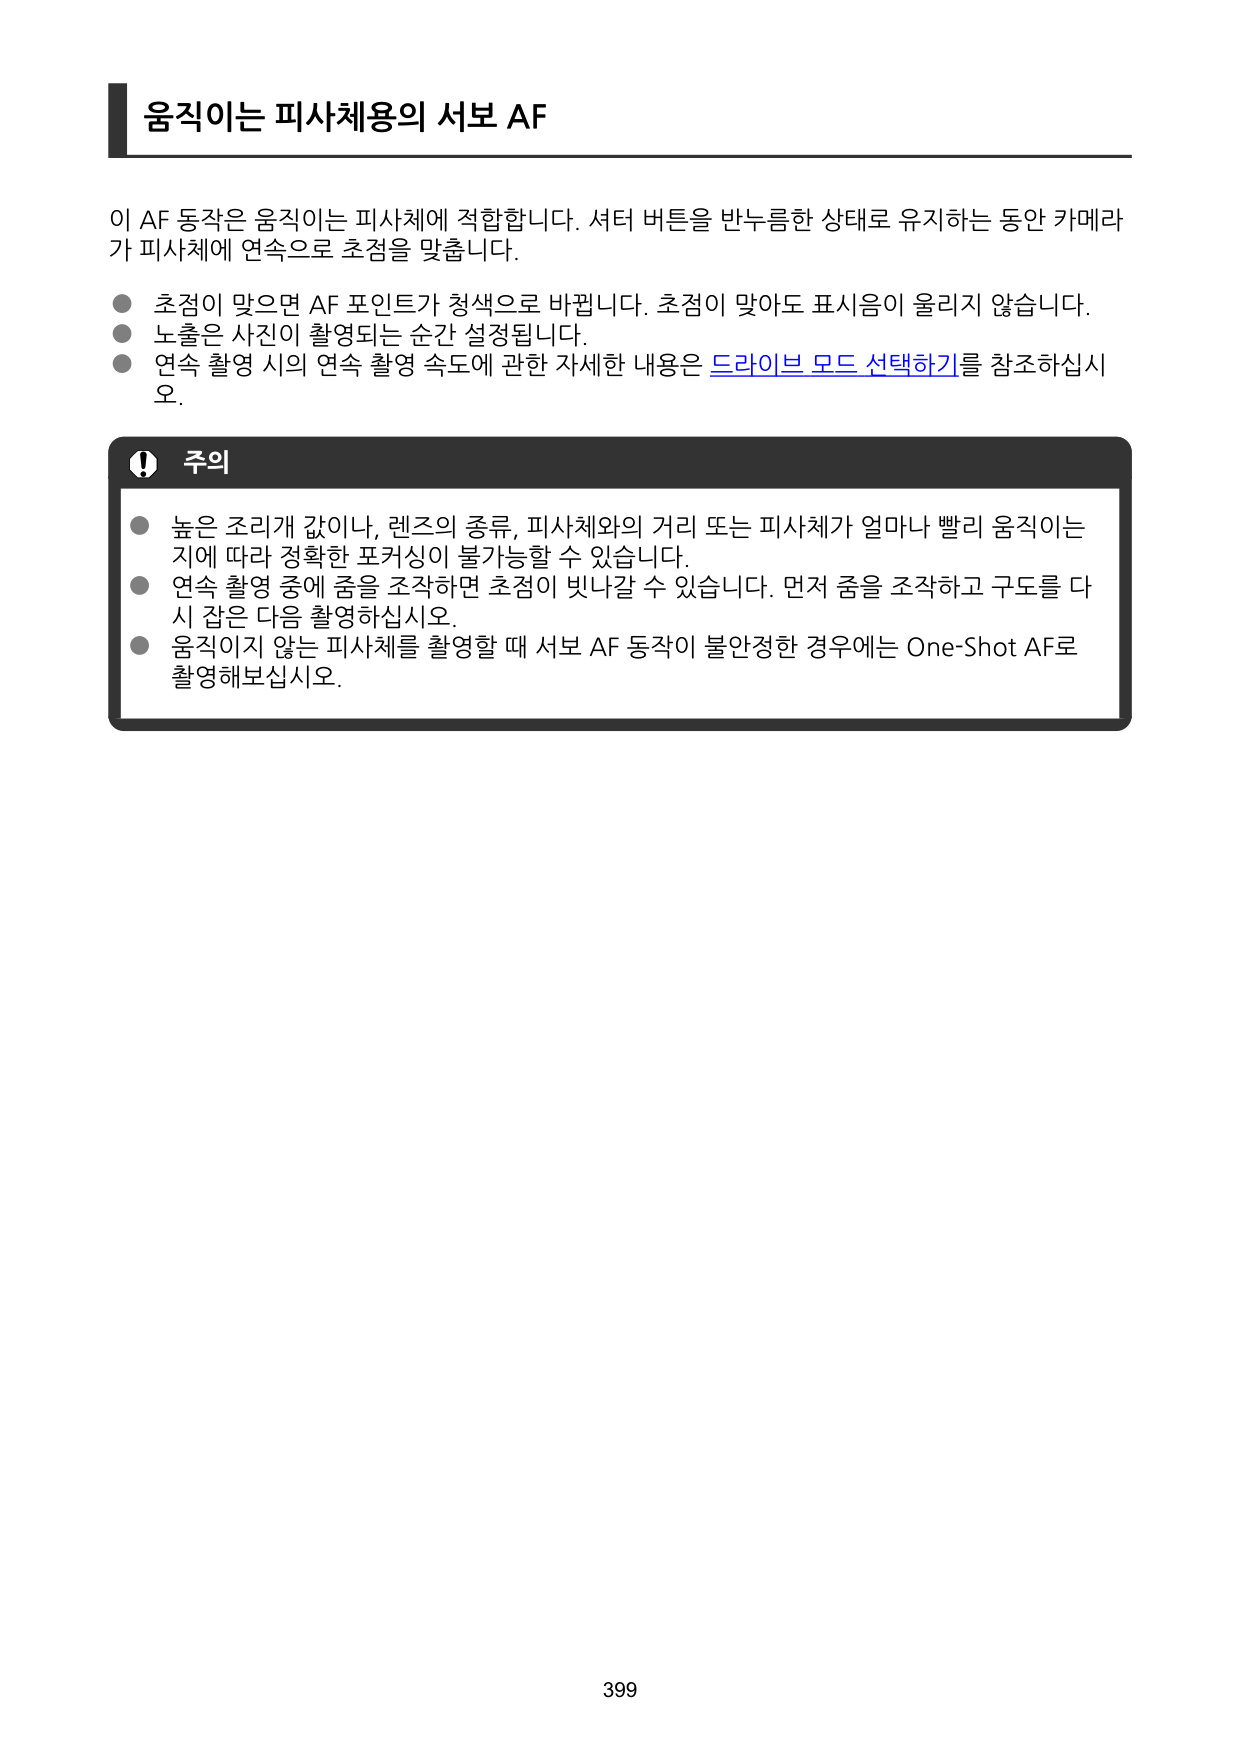 움직이는 피사체용의 서보 AF
이 AF 동작은 움직이는 피사체에 적합합니다. 셔터 버튼을 반누름한 상태로 유지하는 동안 카메라
가 피사체에 연속으로 초점을 맞춥니다.
● 초점이 맞으면 AF 포인트가 청색으로 바뀝니다. 초점이 맞아도 표시음이 울리지 않습니다.
● 노출은 사진이 촬영되는 순간 설정됩니다.
● 연속 촬영 시의 연속 촬영 속도에 관한 자세한 내용은 드라이브 모드 선택하기를 참조하십시
오.
주의
● 높은 조리개 값이나, 렌즈의 종류, 피사체와의 거리 또는 피사체가 얼마나 빨리 움직이는
지에 따라 정확한 포커싱이 불가능할 수 있습니다.
● 연속 촬영 중에 줌을 조작하면 초점이 빗나갈 수 있습니다. 먼저 줌을 조작하고 구도를 다
시 잡은 다음 촬영하십시오.
● 움직이지 않는 피사체를 촬영할 때 서보 AF 동작이 불안정한 경우에는 One-Shot AF로
촬영해보십시오.
399